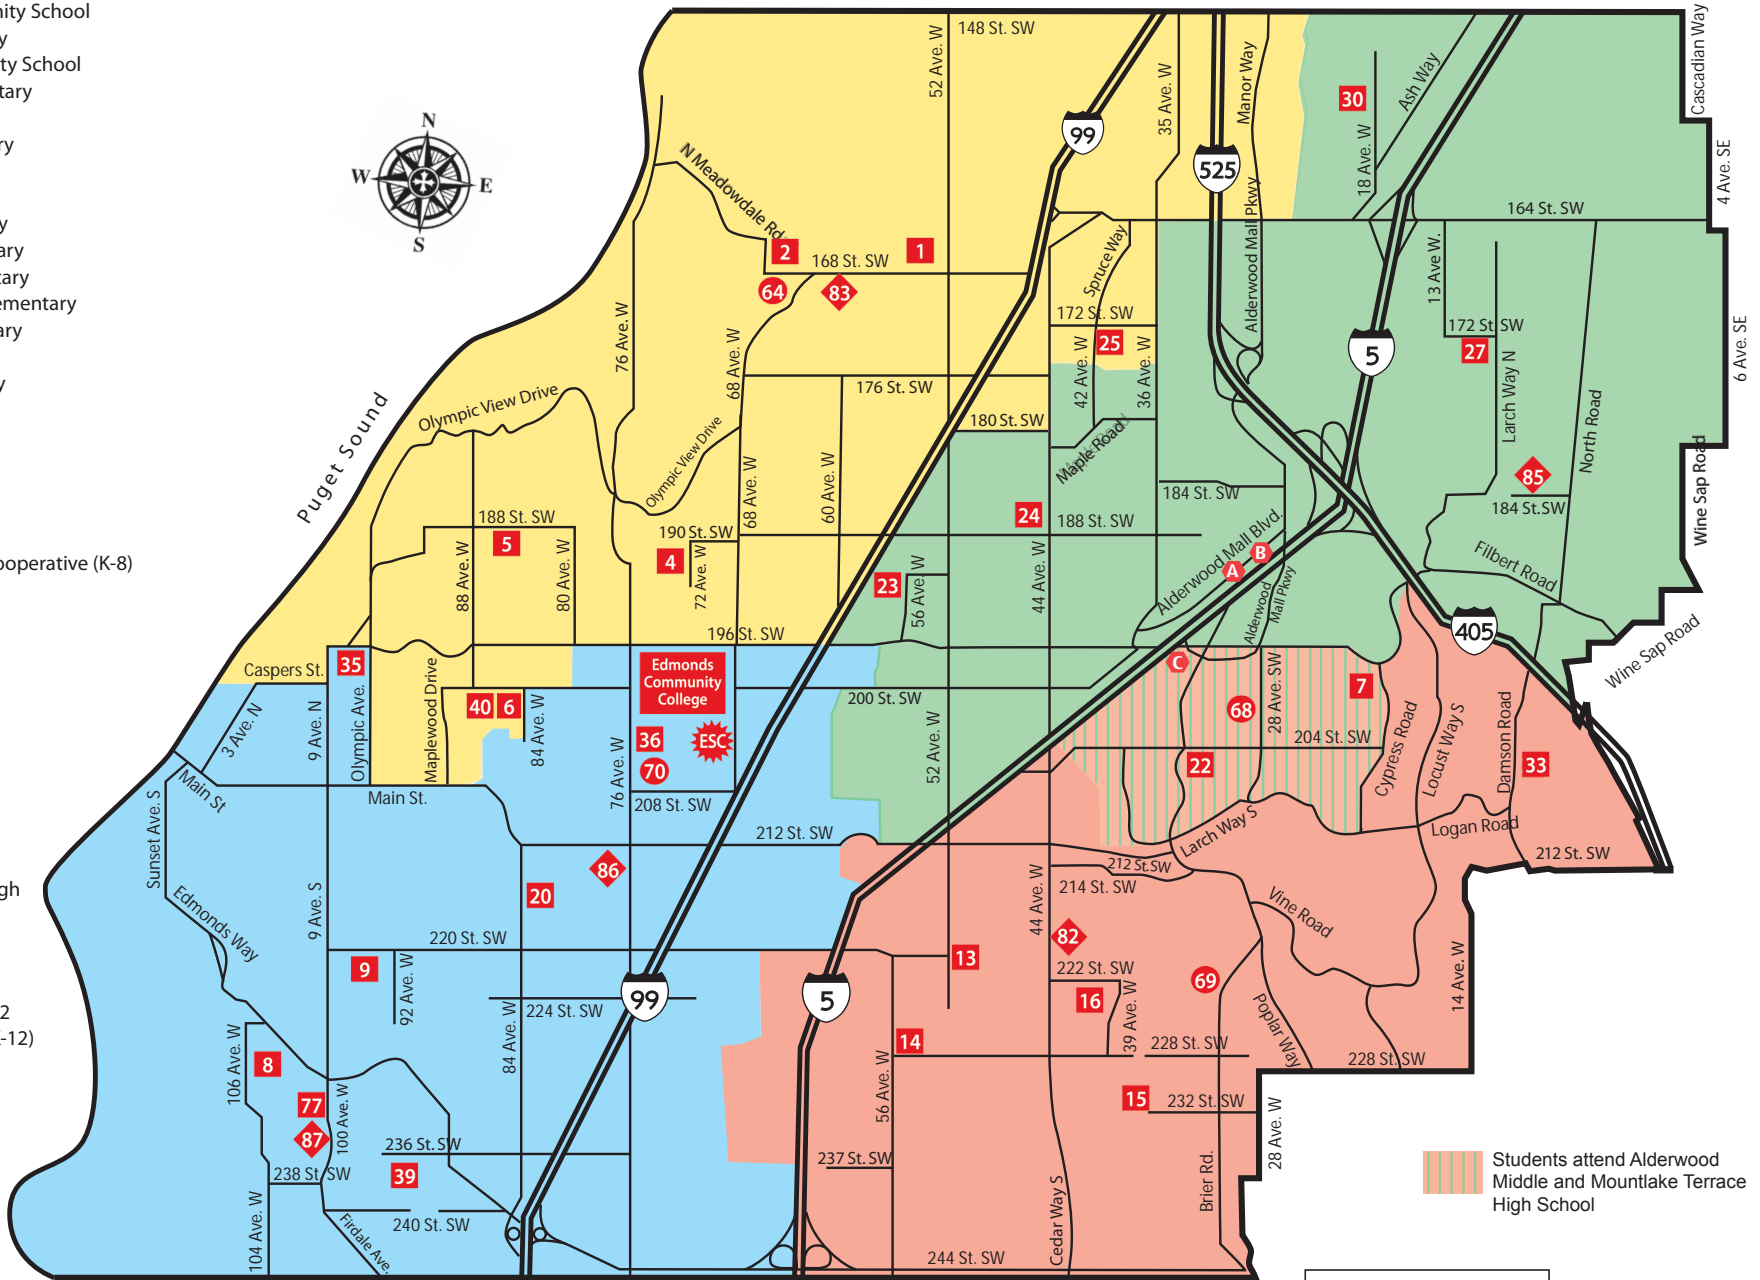 nity School
y
ty School
tary
ry
y
ary
tary
ementary
ary
y
ooperative (K-8)
gh
2
(-12)
N
W
E
S
Puget Sound
148 St. SW
52 Ave. W
99
35 Ave. W
525
Manor Way
30
Ash Way
18 Ave. W
Cascadian Way
4 Ave. SE
164 St. SW
N Meadowdale Rd.
2
168 St. SW
1
64
83
Spruce Way
Alderwood Mall Pkwy
13 Ave W.
6 Ave. SE
76 Ave. W
68 Ave. W
172 St. SW
25
42 Ave. W
36 Ave. W
5
172 St. SW
27
Larch Way N
North Road
176 St. SW
Olympic View Drive
180 St. SW
Maple Road
Olympic View Drive
68 Ave. W
60 Ave. W
184 St. SW
85
184 St.SW
Wine Sap Road
188 St. SW
5
190 St. SW
24
188 St. SW
88 Ave. W
80 Ave. W
4
72 Ave. W
23
56 Ave. W
44 Ave. W
Alderwood Mall Blvd.
A
B
Alderwood
Mall Pkwy
Filbert Road
405
Wine Sap Road
196 St. SW
Caspers St.
35
Edmonds
Community
College
C
3 Ave. N
9 Ave. N
Olympic Ave.
Maplewood Drive
40
6
84 Ave. W
200 St. SW
68
28 Ave. SW
7
36
ESC
70
76 Ave. W
52 Ave. W
204 St. SW
22
Cypress Road
Locust Way S
Damson Road
33
Main St
Main St.
208 St. SW
212 St. SW
Larch Way S
Logan Road
212 St. SW
Sunset Ave. S
86
20
212 St.SW
214 St. SW
44 Ave. W
Edmonds Way
9 Ave. S
Vine Road
82
220 St. SW
13
222 St. SW
9
92 Ave. W
99
5
16
39 Ave. W
69
14 Ave. W
224 St. SW
84 Ave. W
Poplar Way
14
228 St. SW
228 St. SW
106 Ave. W
8
77
87
100 Ave. W
56 Ave. W
15
232 St. SW
28 Ave. W
236 St. SW
39
237 St. SW
238 St. SW
104 Ave. W
Firdale Ave.
240 St. SW
Cedar Way S
Brier Rd.
244 St. SW
Students attend Alderwood
Middle and Mountlake Terrace
High School